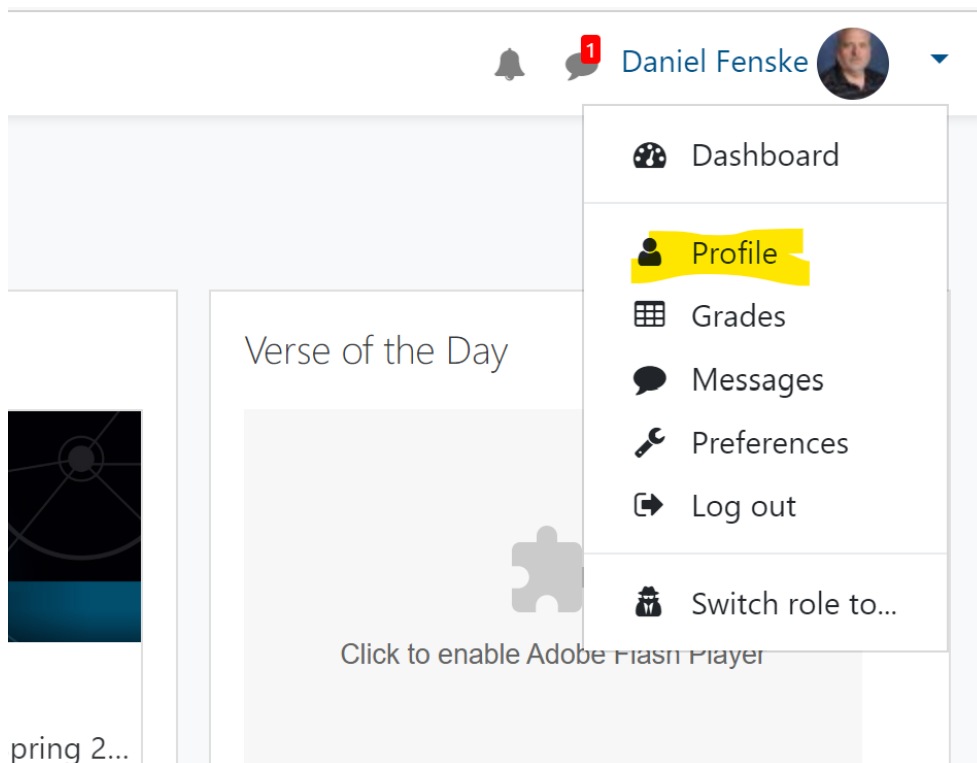 1
Daniel Fenske
Dashboard
Profile
Grades
Messages
Preferences
Log out
Switch role to...
Verse of the Day
Click to enable Adobe Flash Player
pring 2...